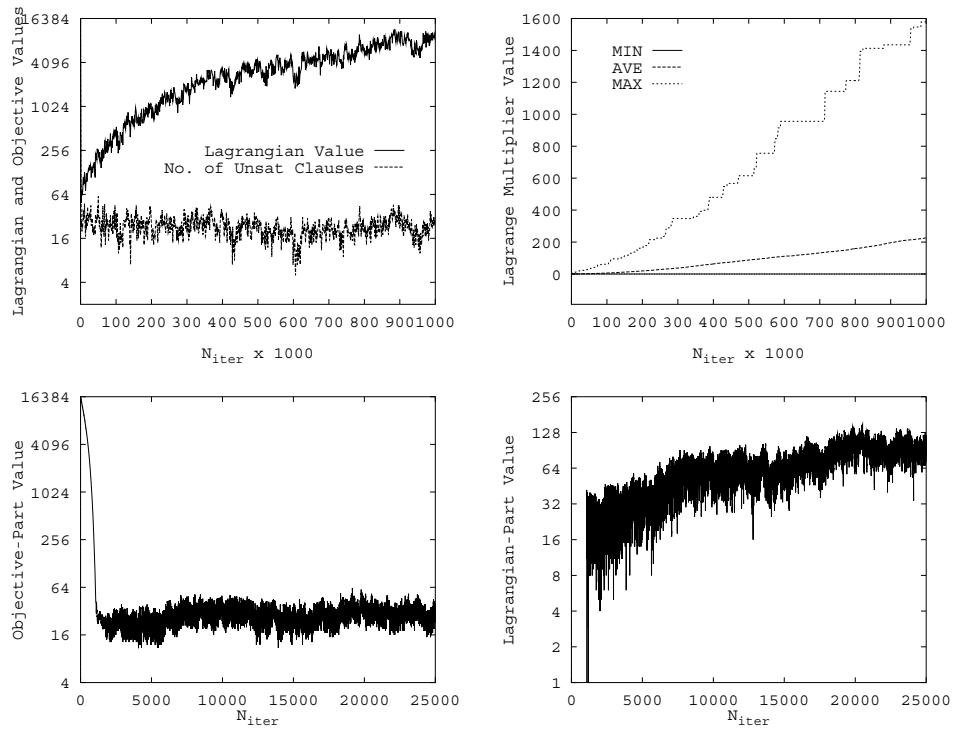 Lagrangian and Objective Values
16384
4096
1024
256
64
16
4
Lagrangian Value
No. of Unsat Clauses
0 100 200 300 400 500 600 700 800 900 1000
N_iter x 1000
Lagrange Multiplier Value
1600
1400
1200
1000
800
600
400
200
0
MIN
AVE
MAX
0 100 200 300 400 500 600 700 800 900 1000
N_iter x 1000
Objective-Part Value
16384
4096
1024
256
64
16
4
0 5000 10000 15000 20000 25000
N_iter
Lagrangian-Part Value
256
128
64
32
16
8
4
2
1
0 5000 10000 15000 20000 25000
N_iter